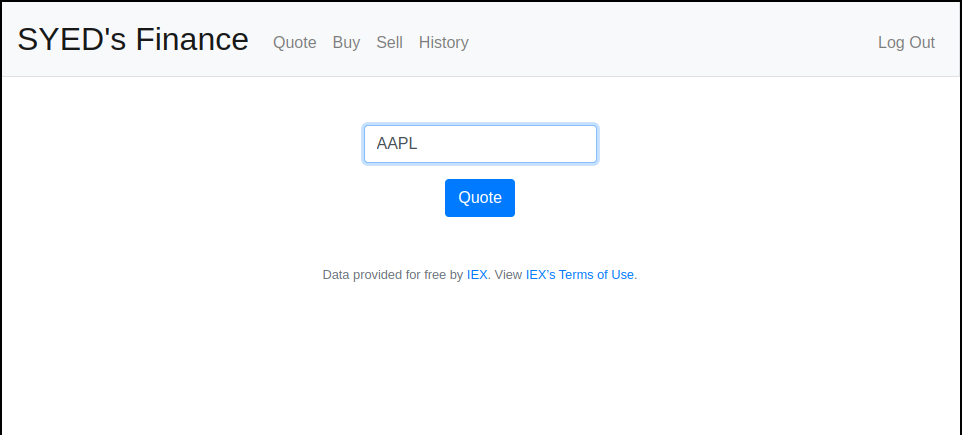 SYED's Finance Quote Buy Sell History Log Out
AAPL
Quote
Data provided for free by IEX. View IEX's Terms of Use.